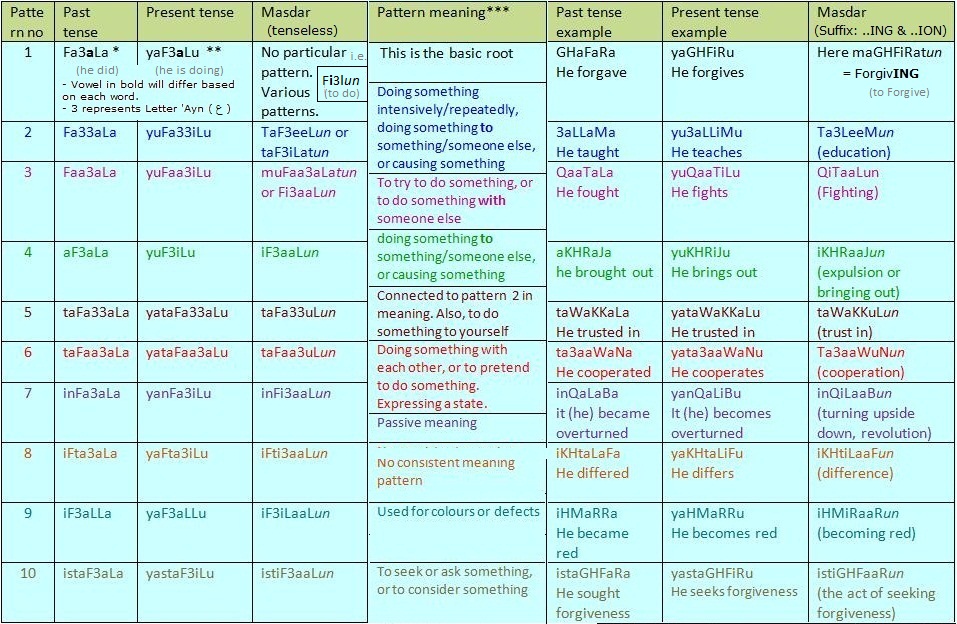 Patte
rn no
Past
tense
Present tense
Masdar
(tenseless)
Pattern meaning***
Past tense
example
Present tense
example
Masdar
(Suffix: ..ING & ..ION)
1
Fa3aLa *
(he did)
yaF3aLu **
(he is doing)
- Vowel in bold will differ based
on each word.
- 3 represents Letter 'Ayn (ع)
No particular i.e.
pattern.
Various
patterns.
Fi3lun
(to do)
This is the basic root
GHaFaRa
He forgave
yaGHFiRu
He forgives
Here maGHFiRatun
= ForgivING
(to Forgive)
2
Fa33aLa
yuFa33iLu
TaF3eeLun or
taF3iLatun
Doing something
intensively/repeatedly,
doing something to
something/someone else,
or causing something
3aLLaMa
He taught
yu3aLLiMu
He teaches
Ta3LeeMun
(education)
3
Faa3aLa
yuFaa3iLu
muFaa3aLatun
or Fi3aaLun
To try to do something, or
to do something with
someone else
QaaTaLa
He fought
yuQaaTiLu
He fights
QiTaaLun
(Fighting)
4
aF3aLa
yuF3iLu
iF3aaLun
doing something to
something/someone else,
or causing something
aKHRaJa
he brought out
yuKHRiJu
He brings out
iKHRaaJun
(expulsion or
bringing out)
5
taFa33aLa
yataFa33aLu
taFa33uLun
Connected to pattern 2 in
meaning. Also, to do
something to yourself
taWaKKaLa
He trusted in
yataWaKKaLu
He trusted in
taWaKKuLun
(trust in)
6
taFaa3aLa
yataFaa3aLu
taFaa3uLun
Doing something with
each other, or to pretend
to do something.
Expressing a state.
ta3aaWaNa
He cooperated
yata3aaWaNu
He cooperates
Ta3aaWuNun
(cooperation)
7
inFa3aLa
yanFa3iLu
inFi3aaLun
Passive meaning
inQaLaBa
it (he) became
overturned
yanQaLiBu
It (he) becomes
overturned
inQiLaaBun
(turning upside
down, revolution)
8
iFta3aLa
yaFta3iLu
iFti3aaLun
No consistent meaning
pattern
iKHtaLaFa
He differed
yaKHtaLiFu
He differs
iKHtiLaaFun
(difference)
9
iF3aLLa
yaF3aLLu
iF3iLaaLun
Used for colours or defects
iHMaRRa
He became
red
yaHMaRRu
He becomes red
iHMiRaaRun
(becoming red)
10
istaF3aLa
yastaF3iLu
istiF3aaLun
To seek or ask something,
or to consider something
istaGHFaRa
He sought
forgiveness
yastaGHFiRu
He seeks forgiveness
istiGHFaaRun
(the act of seeking
forgiveness)